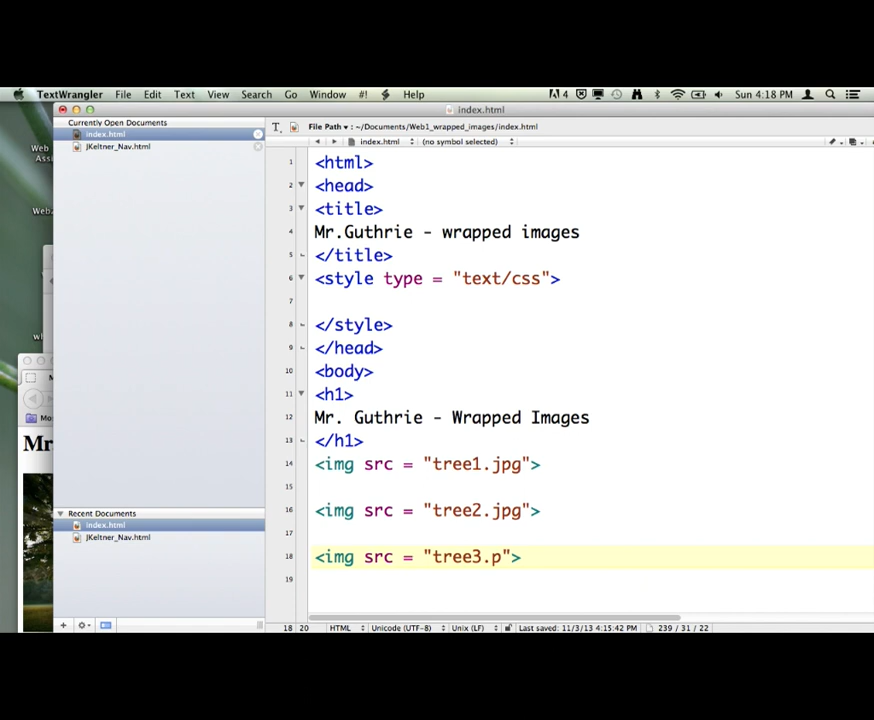 TextWrangler File Edit Text View Search Go Window #! Help 4 Sun 4:18 PM
index.html
Currently Open Documents
index.html
JKeltner_Nav.html
File Path ▾ : ~/Documents/Web1_wrapped_images/index.html
index.html (no symbol selected)
1 <html>
2 <head>
3 <title>
4 Mr.Guthrie - wrapped images
5 </title>
6 <style type = "text/css">
7
8 </style>
9 </head>
10 <body>
11 <h1>
12 Mr. Guthrie - Wrapped Images
13 </h1>
14 <img src = "tree1.jpg">
15
16 <img src = "tree2.jpg">
17
18 <img src = "tree3.p">
19
Recent Documents
index.html
JKeltner_Nav.html
18 20 HTML Unicode (UTF-8) Unix (LF) Last saved: 11/3/13 4:15:42 PM 239 / 31 / 22
Web
Mo
Mr